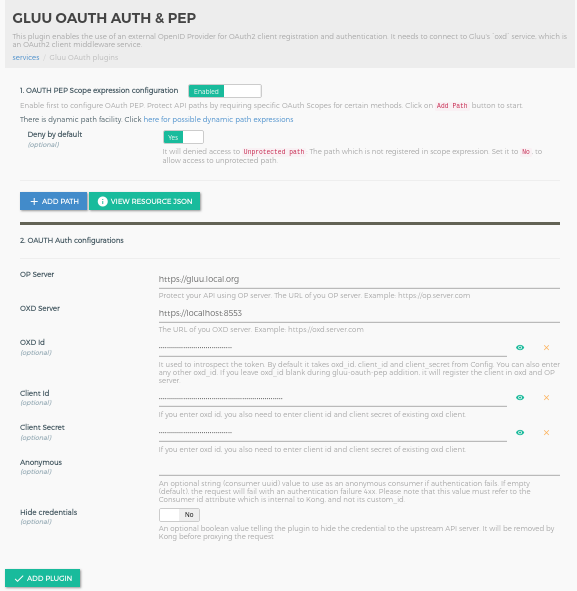 GLUU OAUTH AUTH & PEP
This plugin enables the use of an external OpenID Provider for OAuth2 client registration and authentication. It needs to connect to Gluu's `oxd` service, which is
an OAuth2 client middleware service
services / Gluu OAuth plugins
1. OAUTH PEP Scope expression configuration Enabled
Enable first to configure OAuth PEP. Protect API paths by requiring specific OAuth Scopes for certain methods. Click on Add Path button to start.
There is dynamic path facility. Click here for possible dynamic path expressions
Deny by default Yes
(optional)
It will denied access to Unprotected path. The path which is not registered in scope expression. Set it to No, to
allow access to unprotected path.
+ ADD PATH
VIEW RESOURCE JSON
2. OAUTH Auth configurations
OP Server
https://gluu.local.org
Protect your API using OP server. The URL of you OP server. Example: https://op.server.com
OXD Server
https://localhost:8553
The URL of you OXD server. Example: https://oxd.server.com
OXD Id
(optional)
It used to introspect the token. By default it takes oxd_id, client_id and client_secret from Config. You can also enter
any other oxd_id. If you leave oxd_id blank during gluu-oauth-pep addition, it will register the client in oxd and OP
server.
Client Id
(optional)
If you enter oxd id, you also need to enter client id and client secret of existing oxd client.
Client Secret
(optional)
If you enter oxd id, you also need to enter client id and client secret of existing oxd client.
Anonymous
(optional)
An optional string (consumer uuid) value to use as an anonymous consumer if authentication fails. If empty
(default), the request will fail with an authentication failure 4xx. Please note that this value must refer to the
Consumer id attribute which is internal to Kong, and not its custom_id.
Hide credentials No
(optional)
An optional boolean value telling the plugin to hide the credential to the upstream API server. It will be removed by
Kong before proxying the request
ADD PLUGIN